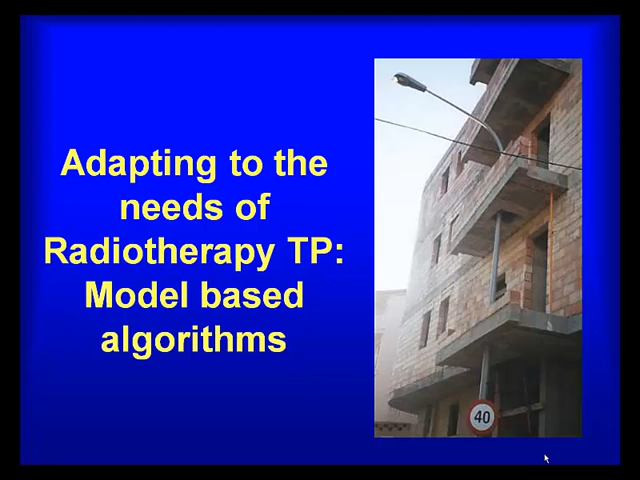 Adapting to the
needs of
Radiotherapy TP:
Model based
algorithms
40